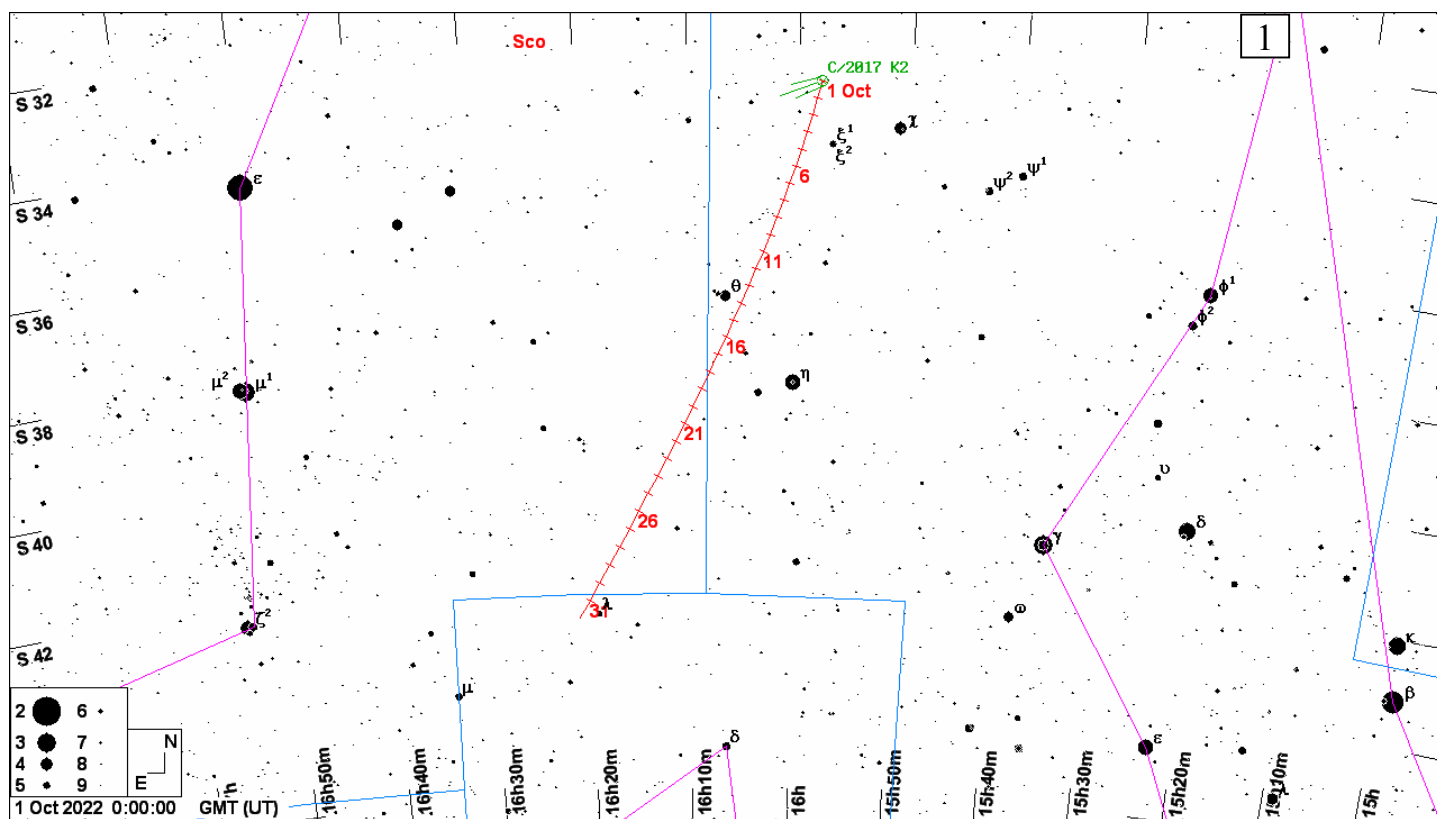 1
Sco
C/2017 K2
1 Oct
S 32
χ
ξ¹
ξ²
ψ² ψ¹
6
ε
S 34
11
θ
φ¹
S 36
φ²
16
η
μ² μ¹
S 38
21
υ
26
δ
S 40
γ
31
λ
ω
ζ²
S 42
κ
μ
β
2 6
3 7
4 8
5 9
N
E
δ
ε
h
16h50m
16h40m
16h30m
16h20m
16h10m
16h
15h50m
15h40m
15h30m
15h20m
15h10m
15h
1 Oct 2022 0:00:00 GMT (UT)